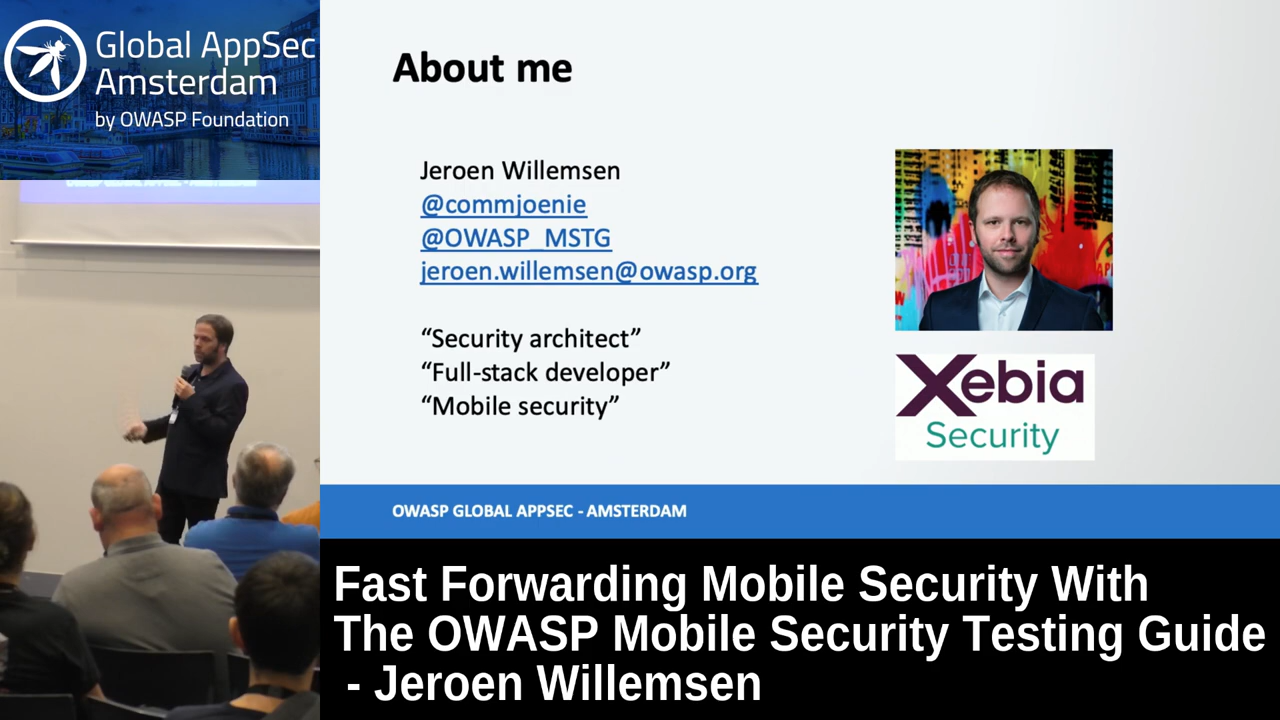 Global AppSec
Amsterdam
by OWASP Foundation
About me
Jeroen Willemsen
@commjoenie
@OWASP_MSTG
jeroen.willemsen@owasp.org
“Security architect”
“Full-stack developer”
“Mobile security”
Xebia
Security
OWASP GLOBAL APPSEC - AMSTERDAM
Fast Forwarding Mobile Security With
The OWASP Mobile Security Testing Guide
- Jeroen Willemsen